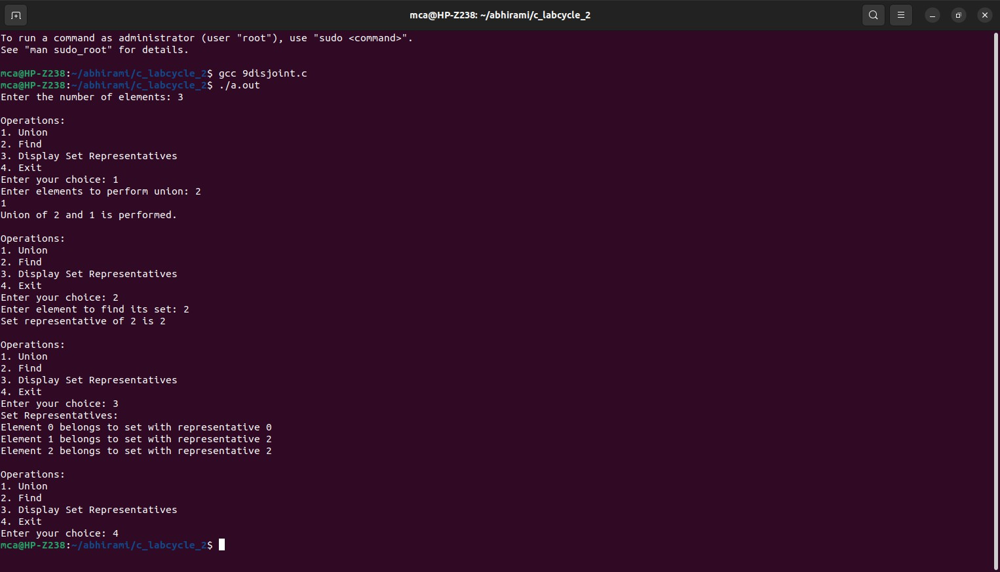 mca@HP-Z238: ~/abhirami/c_labcycle_2
To run a command as administrator (user "root"), use "sudo <command>".
See "man sudo_root" for details.
mca@HP-Z238:~/abhirami/c_labcycle_2$ gcc 9disjoint.c
mca@HP-Z238:~/abhirami/c_labcycle_2$ ./a.out
Enter the number of elements: 3
Operations:
1. Union
2. Find
3. Display Set Representatives
4. Exit
Enter your choice: 1
Enter elements to perform union: 2
1
Union of 2 and 1 is performed.
Operations:
1. Union
2. Find
3. Display Set Representatives
4. Exit
Enter your choice: 2
Enter element to find its set: 2
Set representative of 2 is 2
Operations:
1. Union
2. Find
3. Display Set Representatives
4. Exit
Enter your choice: 3
Set Representatives:
Element 0 belongs to set with representative 0
Element 1 belongs to set with representative 2
Element 2 belongs to set with representative 2
Operations:
1. Union
2. Find
3. Display Set Representatives
4. Exit
Enter your choice: 4
mca@HP-Z238:~/abhirami/c_labcycle_2$